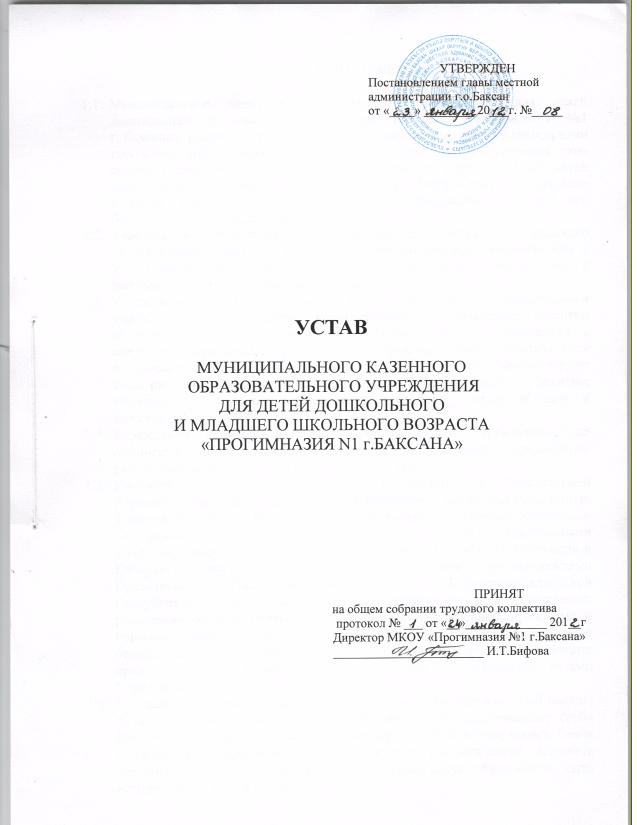 УТВЕРЖДЕН
Постановлением главы местной
администрации г.о.Баксан
от « 23 » января 2012 г. № 08
УСТАВ
МУНИЦИПАЛЬНОГО КАЗЕННОГО
ОБРАЗОВАТЕЛЬНОГО УЧРЕЖДЕНИЯ
ДЛЯ ДЕТЕЙ ДОШКОЛЬНОГО
И МЛАДШЕГО ШКОЛЬНОГО ВОЗРАСТА
«ПРОГИМНАЗИЯ N1 г.БАКСАНА»
ПРИНЯТ
на общем собрании трудового коллектива
протокол № 1 от «24» января 2012 г
Директор МКОУ «Прогимназия №1 г.Баксана»
И.Т.Бифова